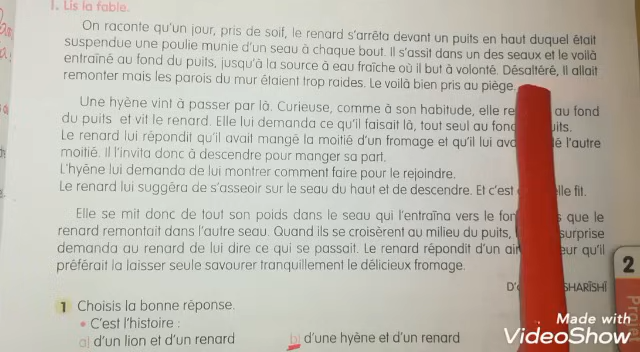 1. Lis la fable.
On raconte qu'un jour, pris de soif, le renard s'arrêta devant un puits en haut duquel était
suspendue une poulie munie d'un seau à chaque bout. Il s'assit dans un des seaux et le voilà
entraîné au fond du puits, jusqu'à la source à eau fraîche où il but à volonté. Désaltéré, il allait
remonter mais les parois du mur étaient trop raides. Le voilà bien pris au piège.
Une hyène vint à passer par là. Curieuse, comme à son habitude, elle re au fond
du puits et vit le renard. Elle lui demanda ce qu'il faisait là, tout seul au fond uits.
Le renard lui répondit qu'il avait mangé la moitié d'un fromage et qu'il lui ava é l'autre
moitié. Il l'invita donc à descendre pour manger sa part.
L'hyène lui demanda de lui montrer comment faire pour le rejoindre.
Le renard lui suggéra de s'asseoir sur le seau du haut et de descendre. Et c'est lle fit.
Elle se mit donc de tout son poids dans le seau qui l'entraîna vers le fon s que le
renard remontait dans l'autre seau. Quand ils se croisèrent au milieu du puits, surprise
demanda au renard de lui dire ce qui se passait. Le renard répondit d'un air eur qu'il
préférait la laisser seule savourer tranquillement le délicieux fromage.
D' SHARÎSHÎ
2
1 Choisis la bonne réponse.
• C'est l'histoire :
a) d'un lion et d'un renard b) d'une hyène et d'un renard
Made with
VideoShow